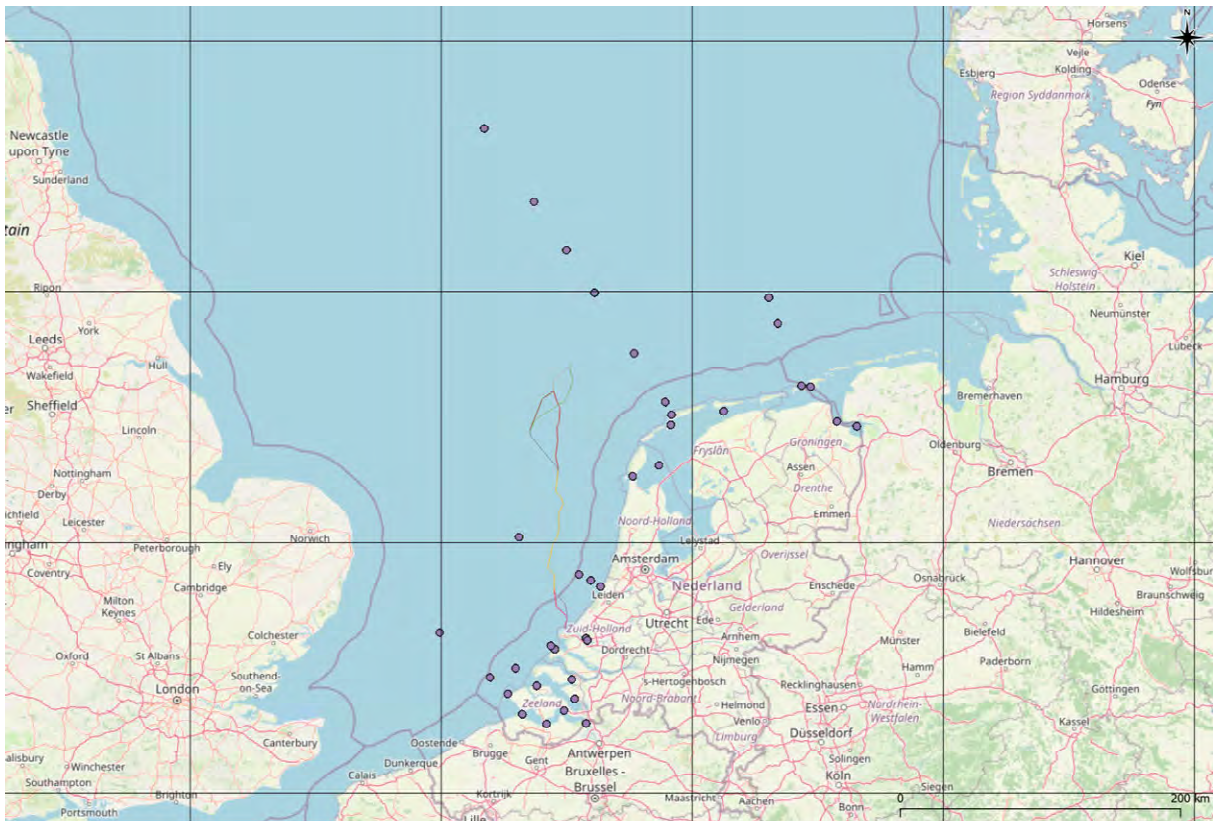 N
Horsens
Vejle
Esbjerg
Kolding
Odense
Region Syddanmark
Fyn
Newcastle
upon Tyne
Sunderland
tain
Kiel
Schleswig-
Holstein
Ripon
Neumünster
York
Leeds
Lubeck
Hull
Wakefield
Hamburg
Sheffield
Bremerhaven
Lincoln
Groningen
Oldenburg
Fryslân
Bremen
Nottingham
Assen
Derby
Drenthe
Leicester
Noord-Holland
Emmen
Niedersachsen
Norwich
Peterborough
Lelystad
Overijssel
Amsterdam
Hannover
Coventry
Ely
Nederland
Enschede
Osnabrück
Wolfsbur
Cambridge
Leiden
Braunschweig
Milton
Keynes
Gelderland
Hildesheim
Utrecht
Ede
Colchester
Zuid-Holland
Arnhem
Münster
Bielefeld
Oxford
St Albans
Dordrecht
Nijmegen
Hamm
Paderborn
London
Southend-
on-Sea
's-Hertogenbosch
Recklinghausen
Göttingen
Zeeland
Noord-Brabant
Helmond
Essen
Nordrhein-
Westfalen
Venlo
Kassel
Canterbury
Oostende
Limburg
Düsseldorf
Brugge
Antwerpen
Solingen
Winchester
Dunkerque
Gent
Bruxelles -
Brussel
Köln
Southampton
Calais
Siegen
Brighton
Kortrijk
Maastricht
Aachen
Bonn
Portsmouth
Lille
0
200 km